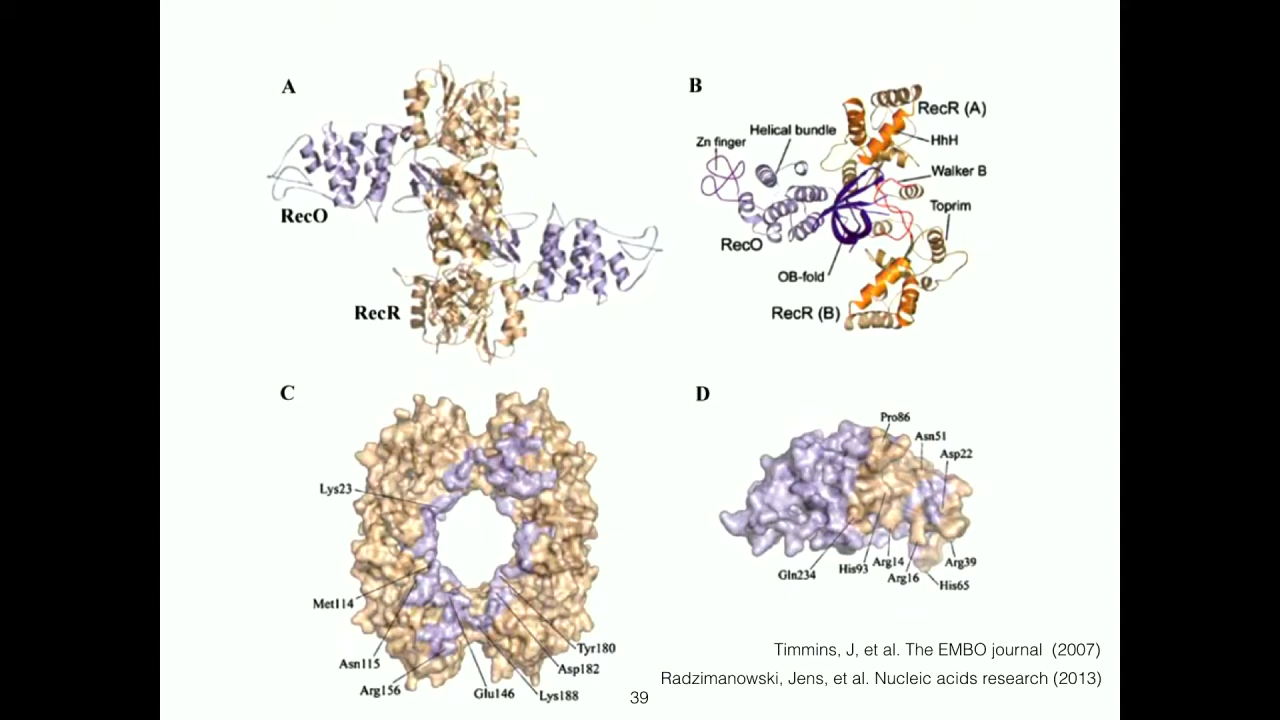 A
RecO
RecR
B
RecR (A)
Helical bundle
Zn finger
HhH
Walker B
Toprim
RecO
OB-fold
RecR (B)
C
Lys23
Met114
Asn115
Arg156
Glu146
Lys188
Asp182
Tyr180
D
Pro86
Asn51
Asp22
Gln234
His93
Arg14
Arg16
Arg39
His65
Timmins, J, et al. The EMBO journal (2007)
Radzimanowski, Jens, et al. Nucleic acids research (2013)
39